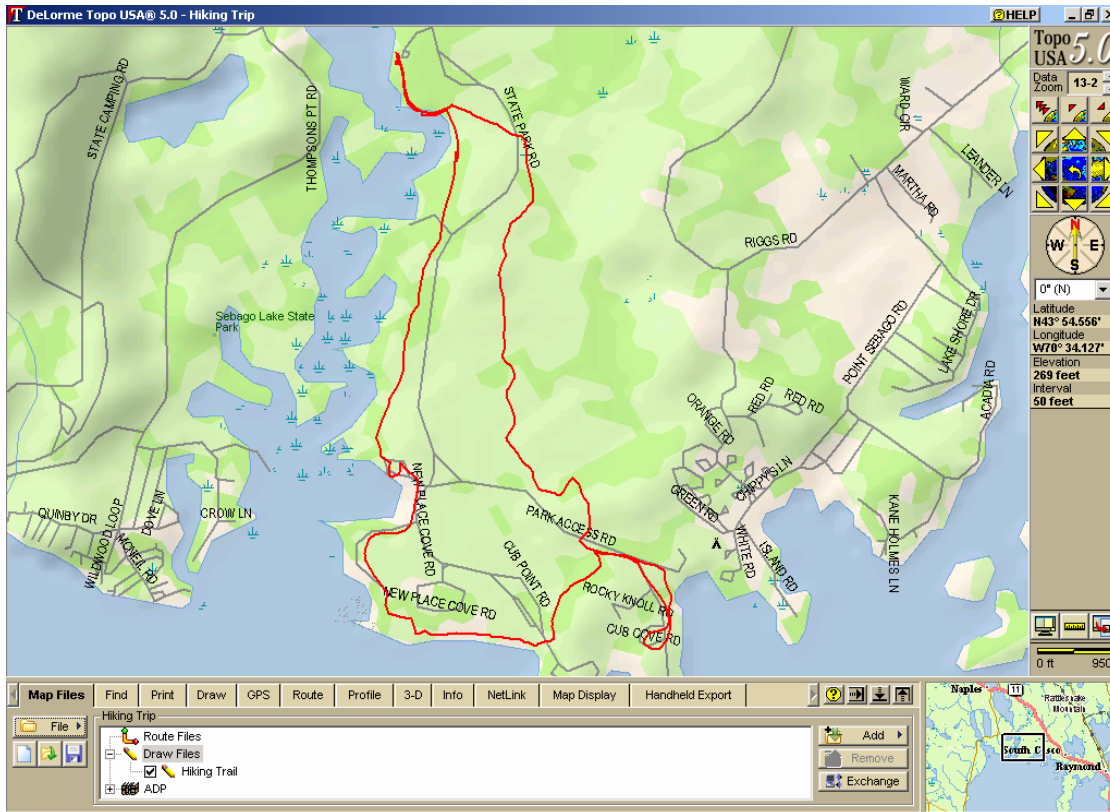 DeLorme Topo USA® 5.0 - Hiking Trip
HELP
Topo
USA 5.0
Data
Zoom 13-2
N
W E
S
0° (N)
Latitude
N43° 54.556'
Longitude
W70° 34.127'
Elevation
269 feet
Interval
50 feet
0 ft 950
STATE CAMPING RD
THOMPSONS PT RD
STATE PARK RD
WARD CIR
LEANDER LN
MARTHA RD
RIGGS RD
Sebago Lake State
Park
POINT SEBAGO RD
LAKE SHORE DR
ACADIA RD
RED RD
RED RD
ORANGE RD
CHIPPYS LN
GREEN RD
WHITE RD
ISLAND RD
KANE HOLMES LN
NEW PLACE COVE RD
PARK ACCESS RD
QUINBY DR
WILDWOOD LOOP
DOVE LN
MCNEIL RD
CROW LN
CUB POINT RD
NEW PLACE COVE RD
ROCKY KNOLL RD
CUB COVE RD
Map Files Find Print Draw GPS Route Profile 3-D Info NetLink Map Display Handheld Export
File
Hiking Trip
Route Files
Draw Files
Hiking Trail
ADP
Add
Remove
Exchange
Naples
11
Rattlesnake
Mountain
South Casco
Raymond